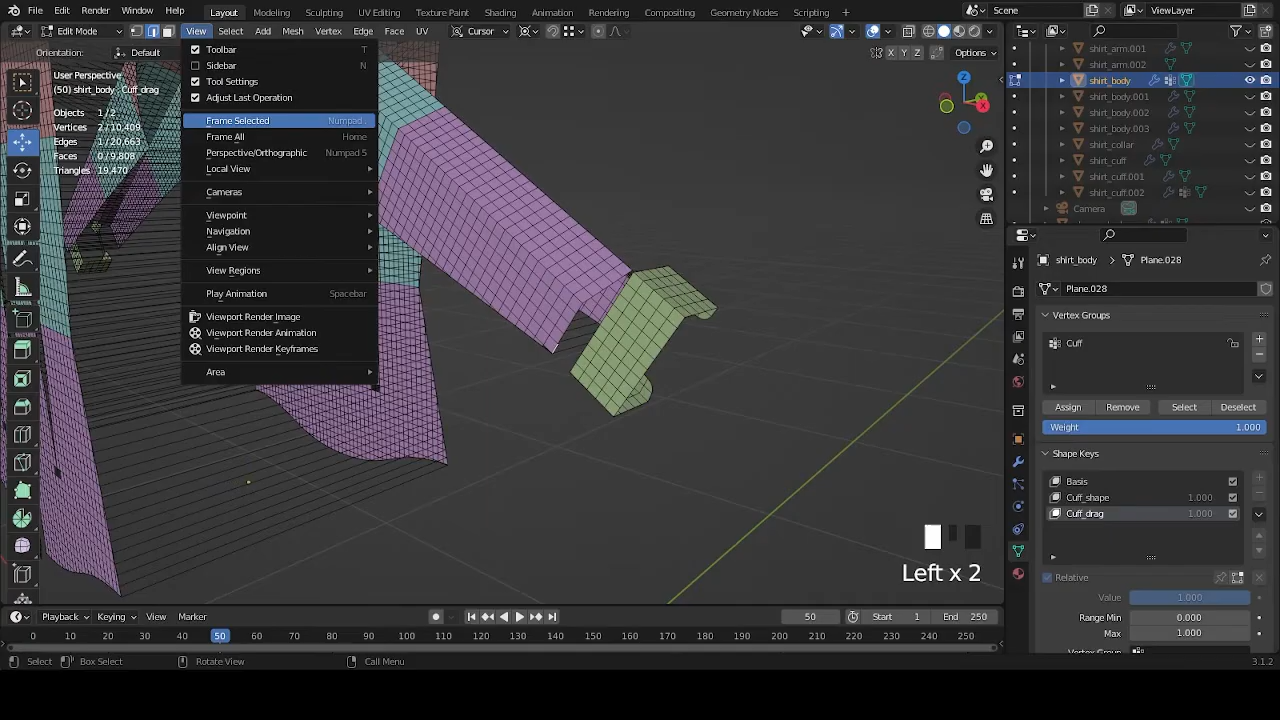 File Edit Render Window Help Layout Modeling Sculpting UV Editing Texture Paint Shading Animation Rendering Compositing Geometry Nodes Scripting + Scene ViewLayer
Edit Mode View Select Add Mesh Vertex Edge Face UV Cursor
Orientation: Default X Y Z Options
User Perspective
(50) shirt_body : Cuff drag
Objects 1/
Vertices 2/10,409
Edges 1/20,663
Faces 0/9,808
Triangles 19,470
Toolbar T
Sidebar N
Tool Settings
Adjust Last Operation
Frame Selected Numpad .
Frame All Home
Perspective/Orthographic Numpad 5
Local View
Cameras
Viewpoint
Navigation
Align View
View Regions
Play Animation Spacebar
Viewport Render Image
Viewport Render Animation
Viewport Render Keyframes
Area
Z
Y
X
Left x 2
shirt_arm.001
shirt_arm.002
shirt_body
shirt_body.001
shirt_body.002
shirt_body.003
shirt_collar
shirt_cuff
shirt_cuff.001
shirt_cuff.002
Camera
shirt_body Plane.028
Plane.028
Vertex Groups
Cuff
Assign Remove Select Deselect
Weight 1.000
Shape Keys
Basis
Cuff_shape 1.000
Cuff_drag 1.000
Relative
Value 1.000
Range Min 0.000
Max 1.000
Vertex Group
Playback Keying View Marker 50 Start 1 End 250
0 10 20 30 40 50 60 70 80 90 100 110 120 130 140 150 160 170 180 190 200 210 220 230 240 250
Select Box Select Rotate View Call Menu 3.1.2